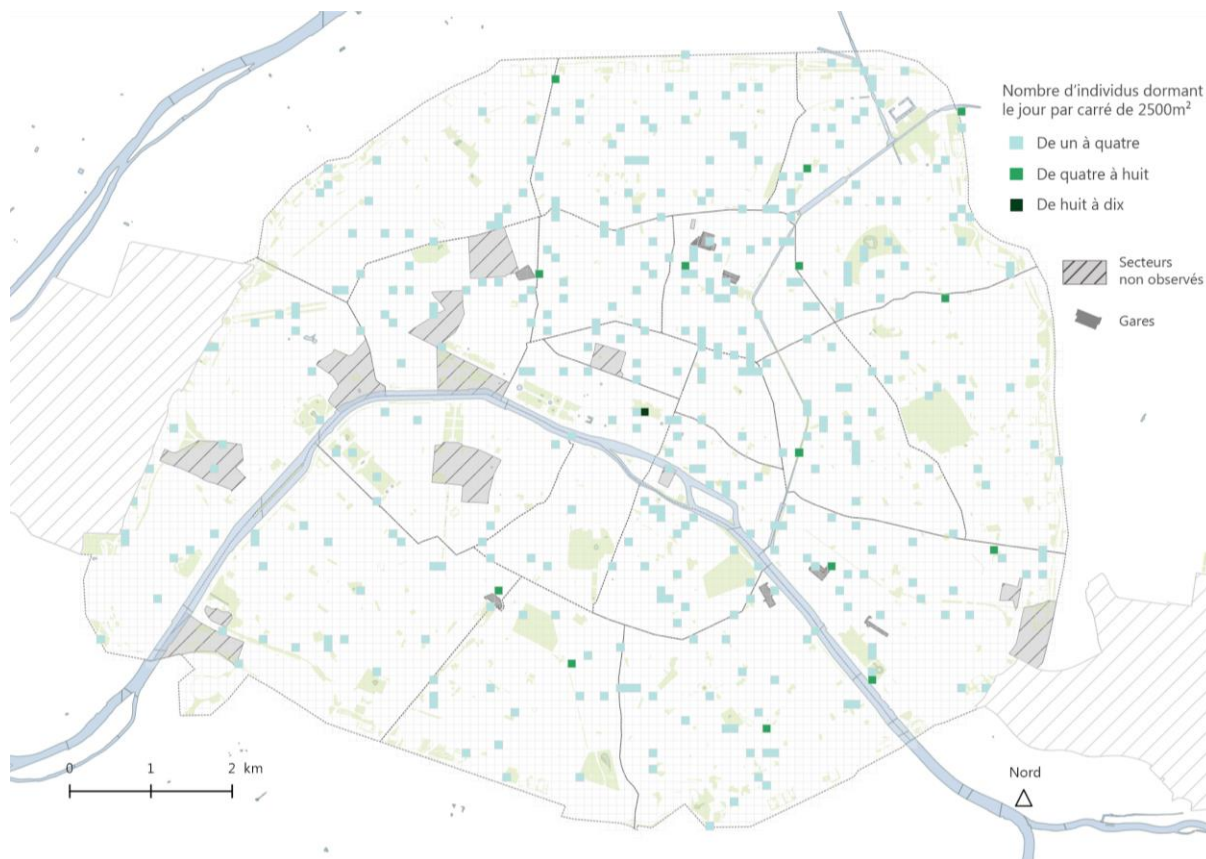 Nombre d’individus dormant
le jour par carré de 2500m²
De un à quatre
De quatre à huit
De huit à dix
Secteurs
non observés
Gares
0 1 2 km
Nord